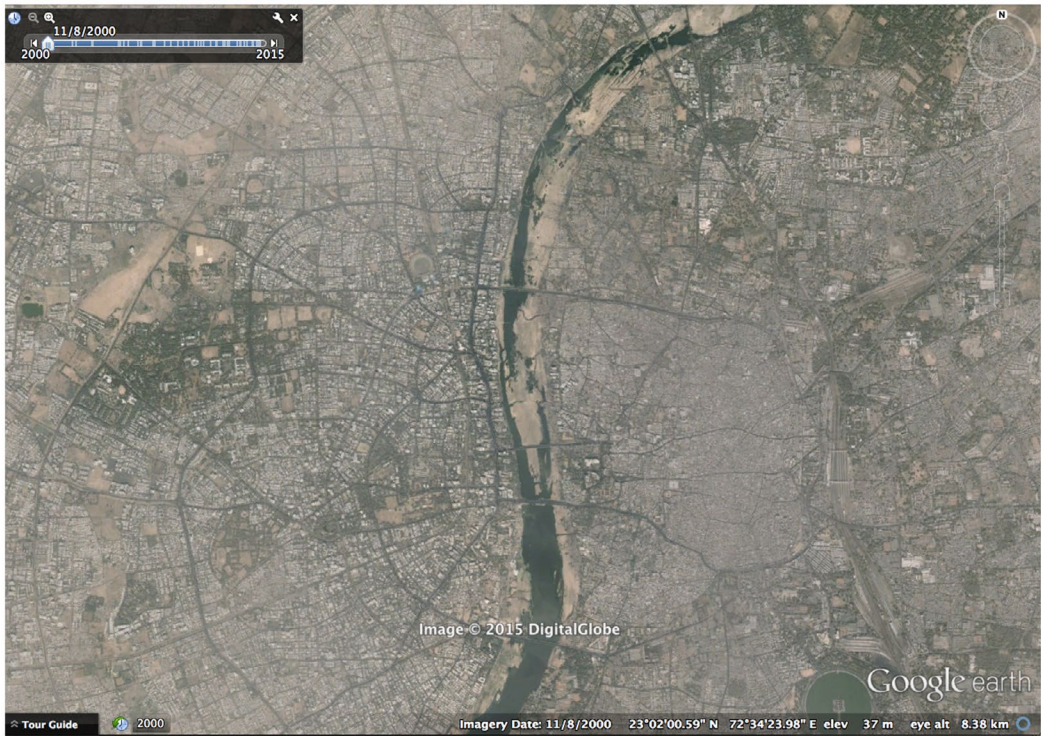 11/8/2000
2000 2015
N
Image © 2015 DigitalGlobe
Google earth
Tour Guide 2000 Imagery Date: 11/8/2000 23°02'00.59" N 72°34'23.98" E elev 37 m eye alt 8.38 km